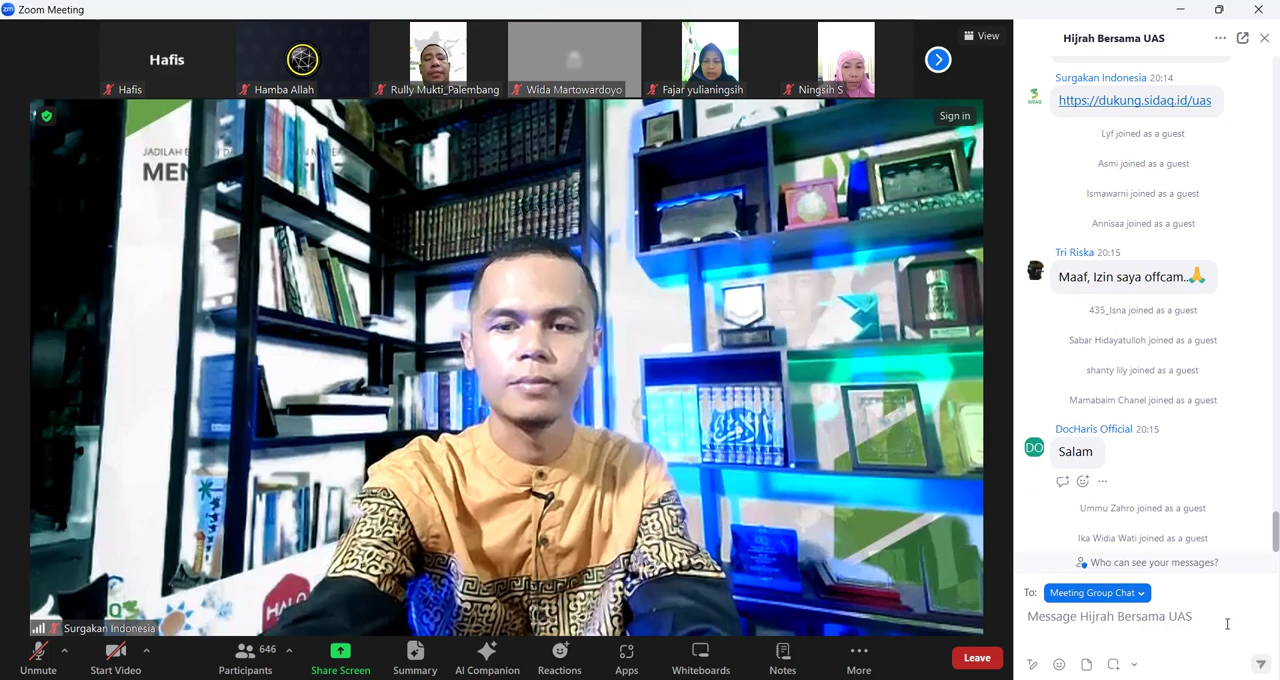 Zoom Meeting
Hafis
Hafis
Hamba Allah
Rully Mukti_Palembang
Wida Martowardoyo
Fajar yulianingsih
Ningsih S
View
Sign in
JADILAH
MEN
HALO
Surgakan Indonesia
Unmute
Start Video
646
Participants
Share Screen
Summary
AI Companion
Reactions
Apps
Whiteboards
Notes
More
Leave
Hijrah Bersama UAS
Surgakan Indonesia 20:14
SIDAQ
https://dukung.sidaq.id/uas
Lyf joined as a guest
Asmi joined as a guest
Ismawarni joined as a guest
Annisaa joined as a guest
Tri Riska 20:15
Maaf, Izin saya offcam..🙏
435_Isna joined as a guest
Sabar Hidayatulloh joined as a guest
shanty lily joined as a guest
Mamabaim Chanel joined as a guest
DocHaris Official 20:15
DO
Salam
Ummu Zahro joined as a guest
Ika Widia Wati joined as a guest
Who can see your messages?
To: Meeting Group Chat
Message Hijrah Bersama UAS